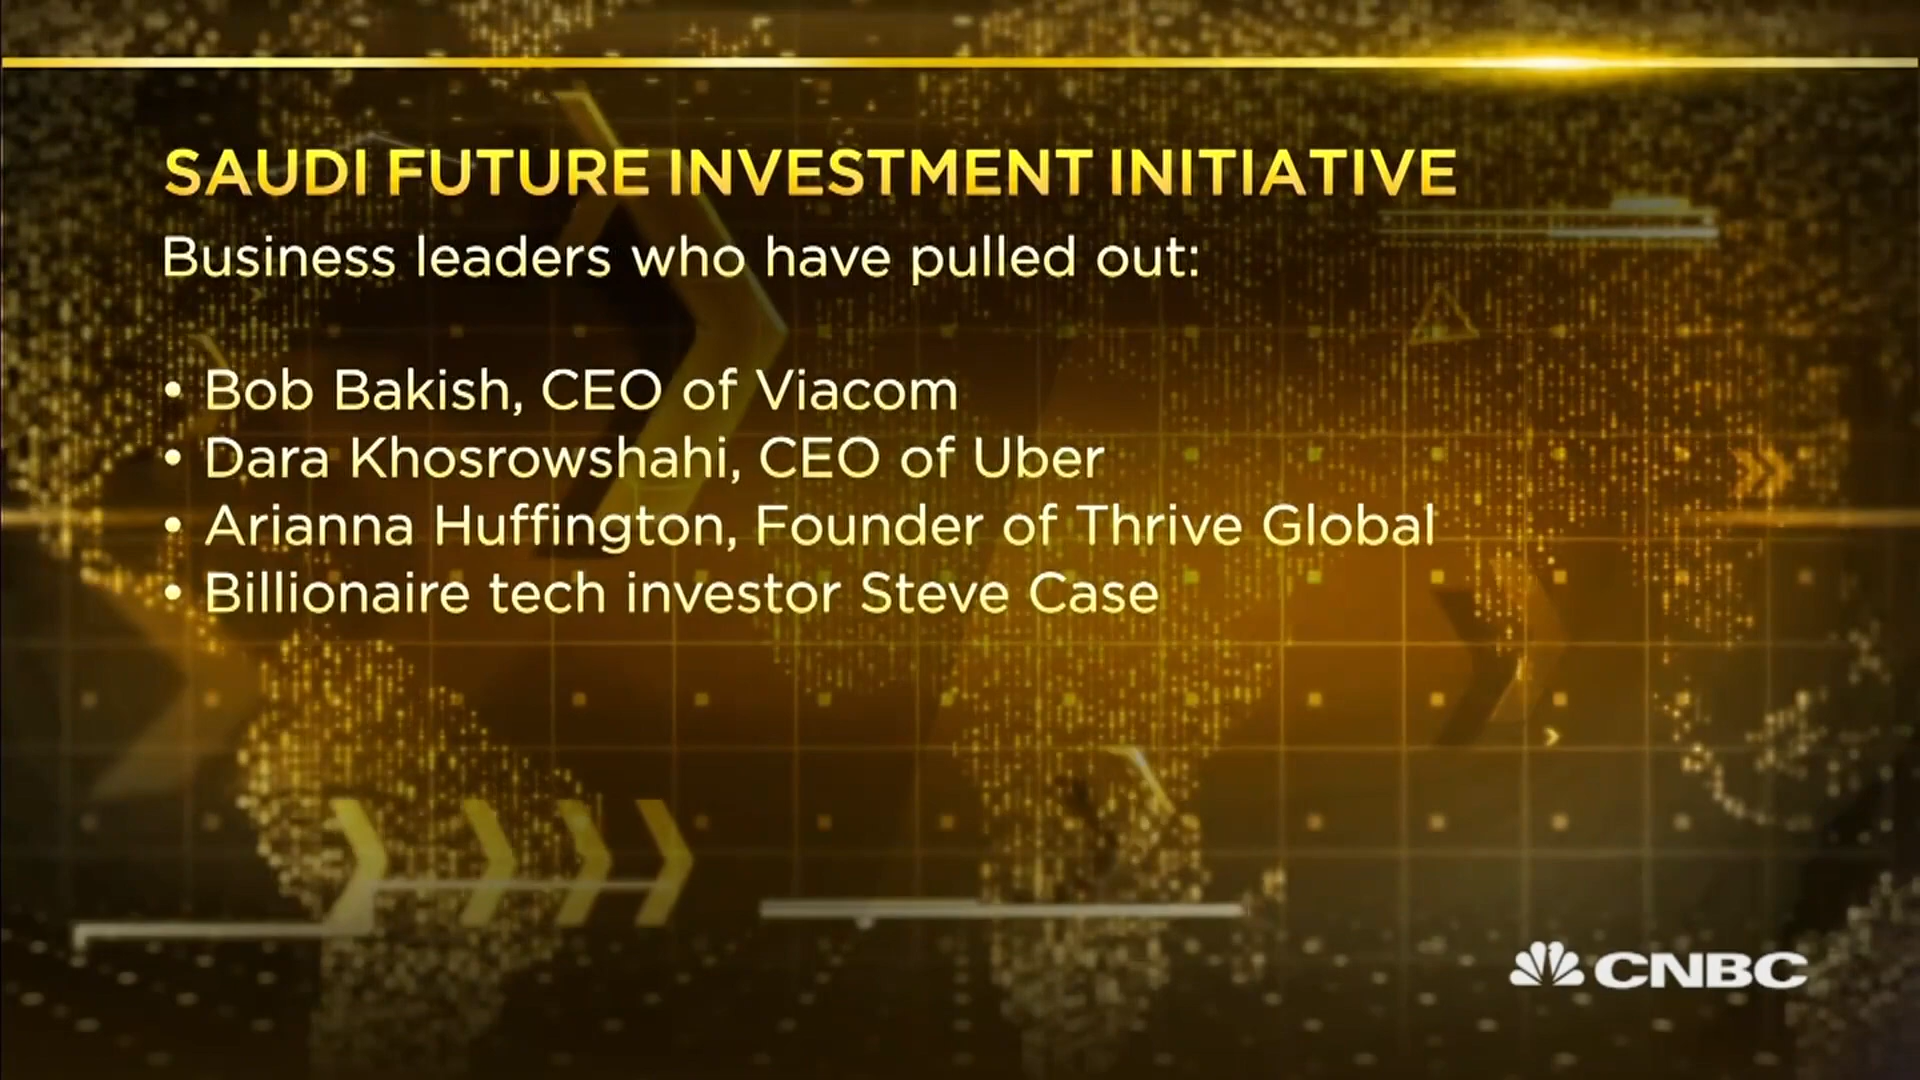 SAUDI FUTURE INVESTMENT INITIATIVE
Business leaders who have pulled out:
• Bob Bakish, CEO of Viacom
• Dara Khosrowshahi, CEO of Uber
• Arianna Huffington, Founder of Thrive Global
• Billionaire tech investor Steve Case
CNBC